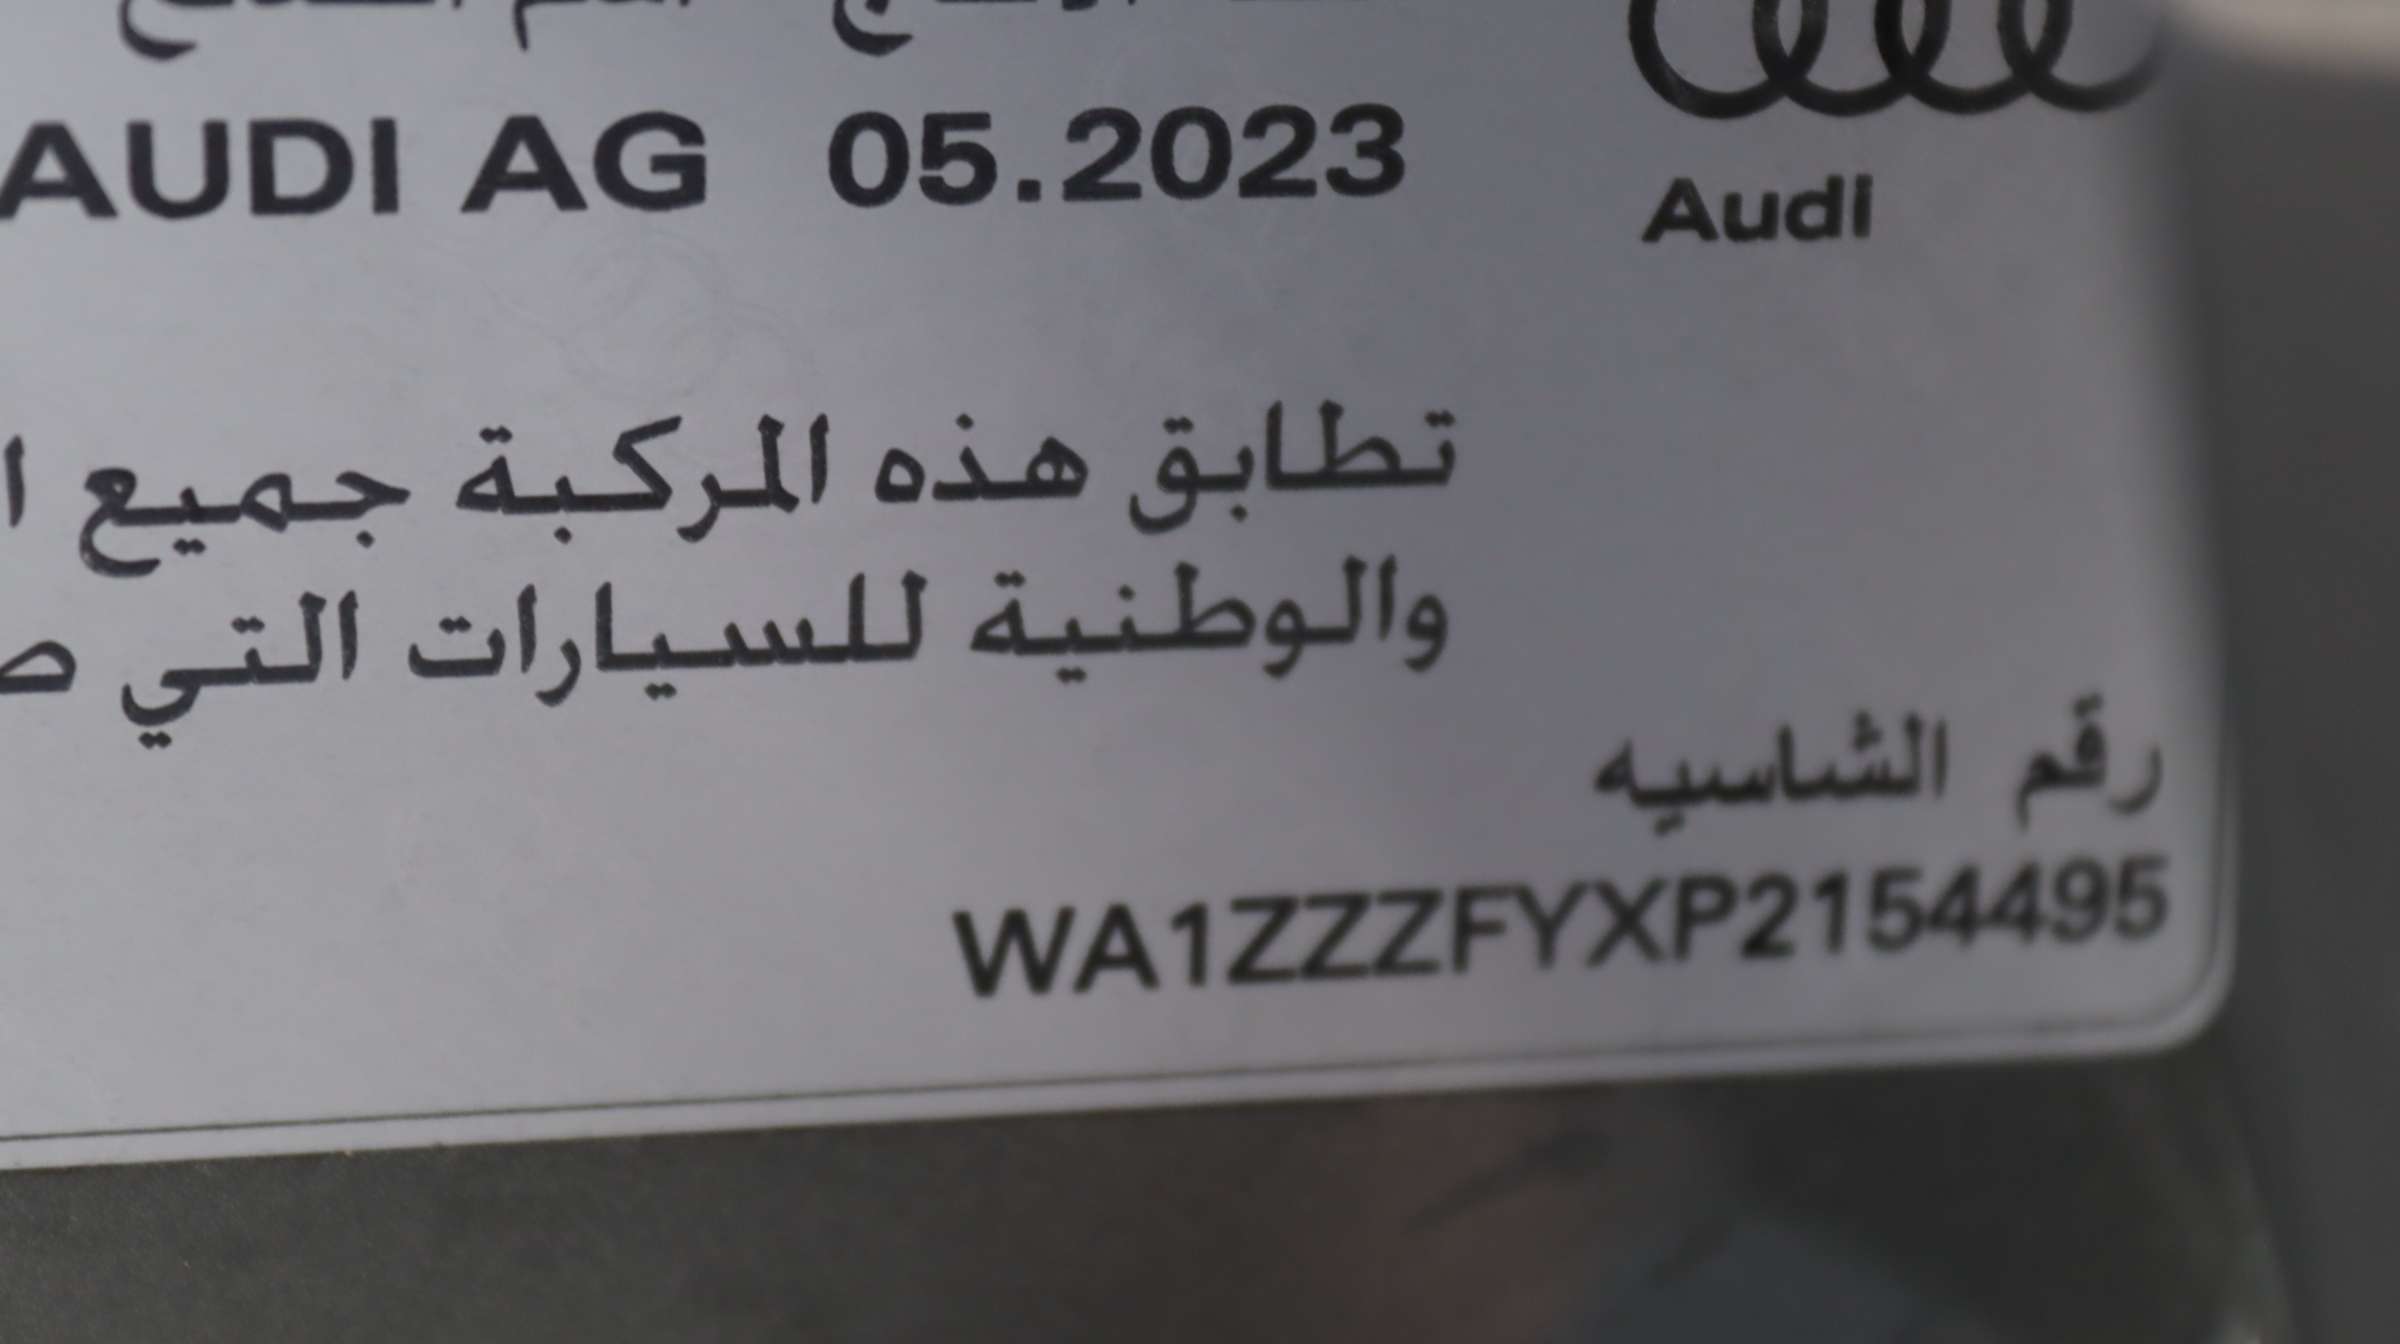 AUDI AG 05.2023
Audi
تطابق هذه المركبة جميع
والوطنية للسيارات التي
رقم الشاسيه
WA1ZZZFYXP2154495